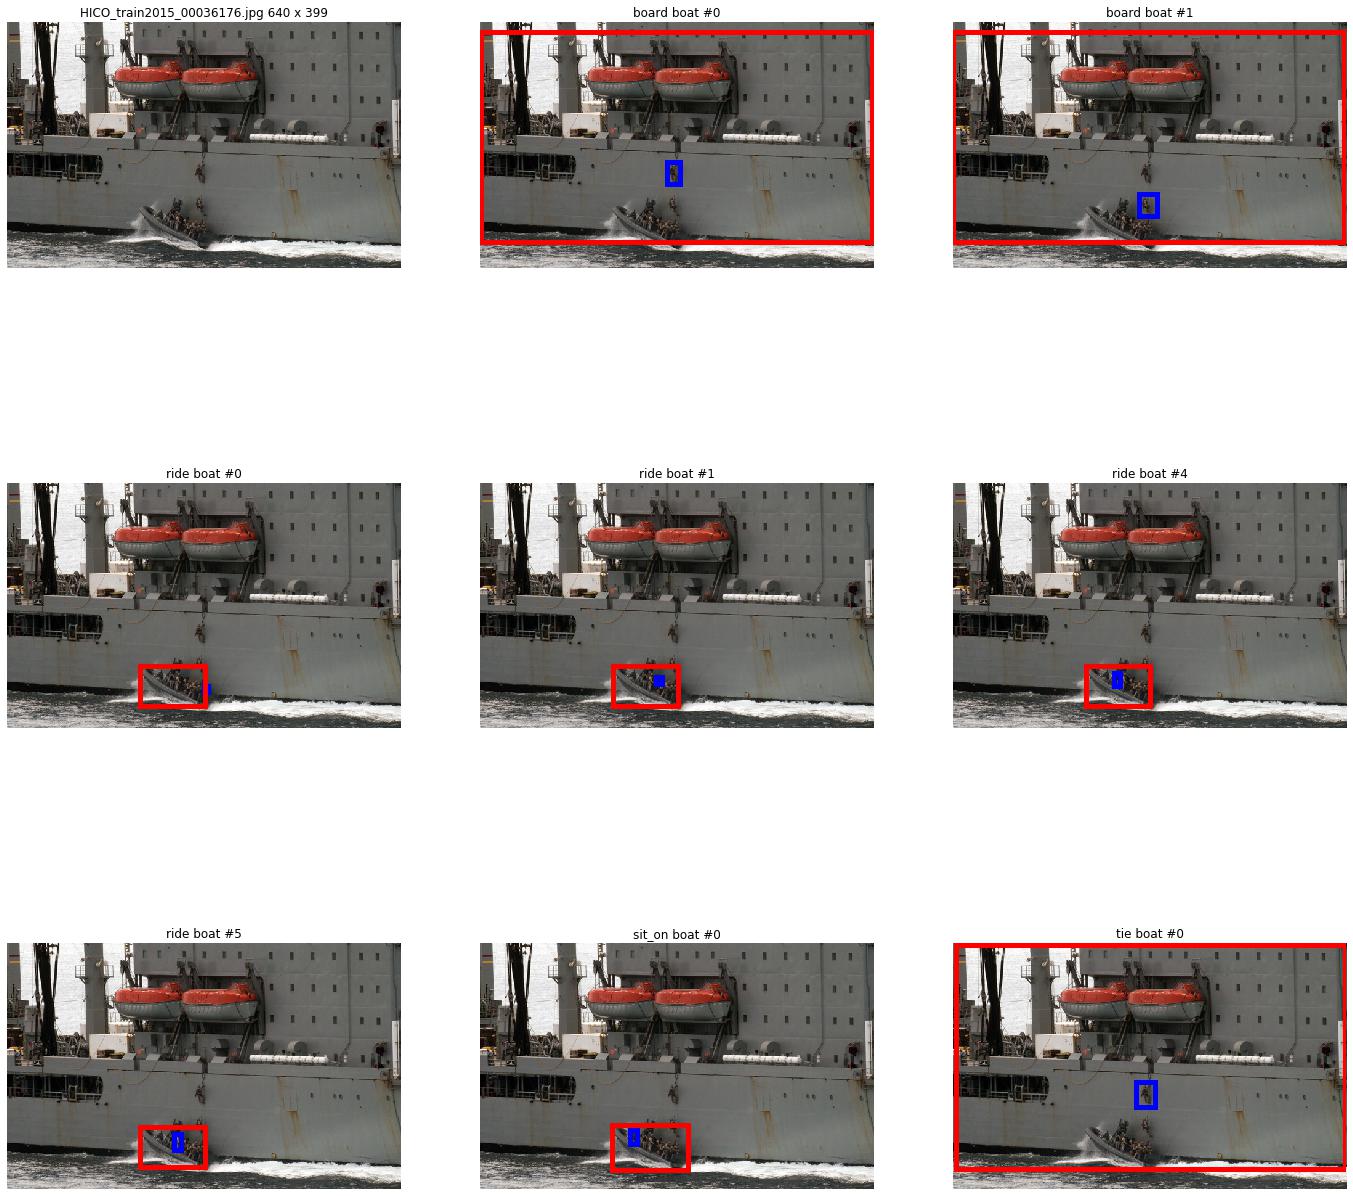 HICO_train2015_00036176.jpg 640 x 399
board boat #0
board boat #1
ride boat #0
ride boat #1
ride boat #4
ride boat #5
sit_on boat #0
tie boat #0